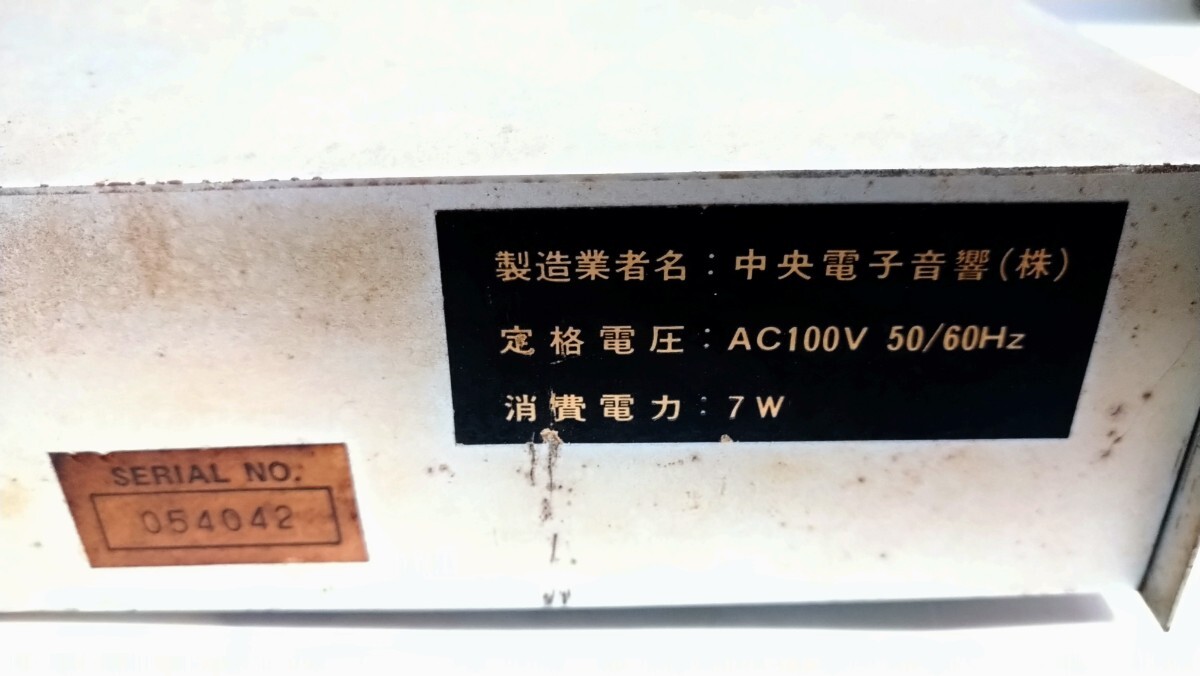 製造業者名：中央電子音響(株)
定格電圧：AC100V 50/60Hz
消費電力：7W
SERIAL NO.
054042